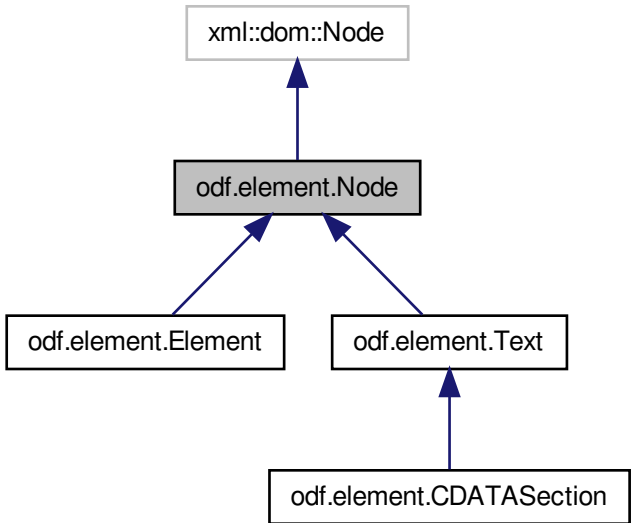 xml::dom::Node
odf.element.Node
odf.element.Element
odf.element.Text
odf.element.CDATASection